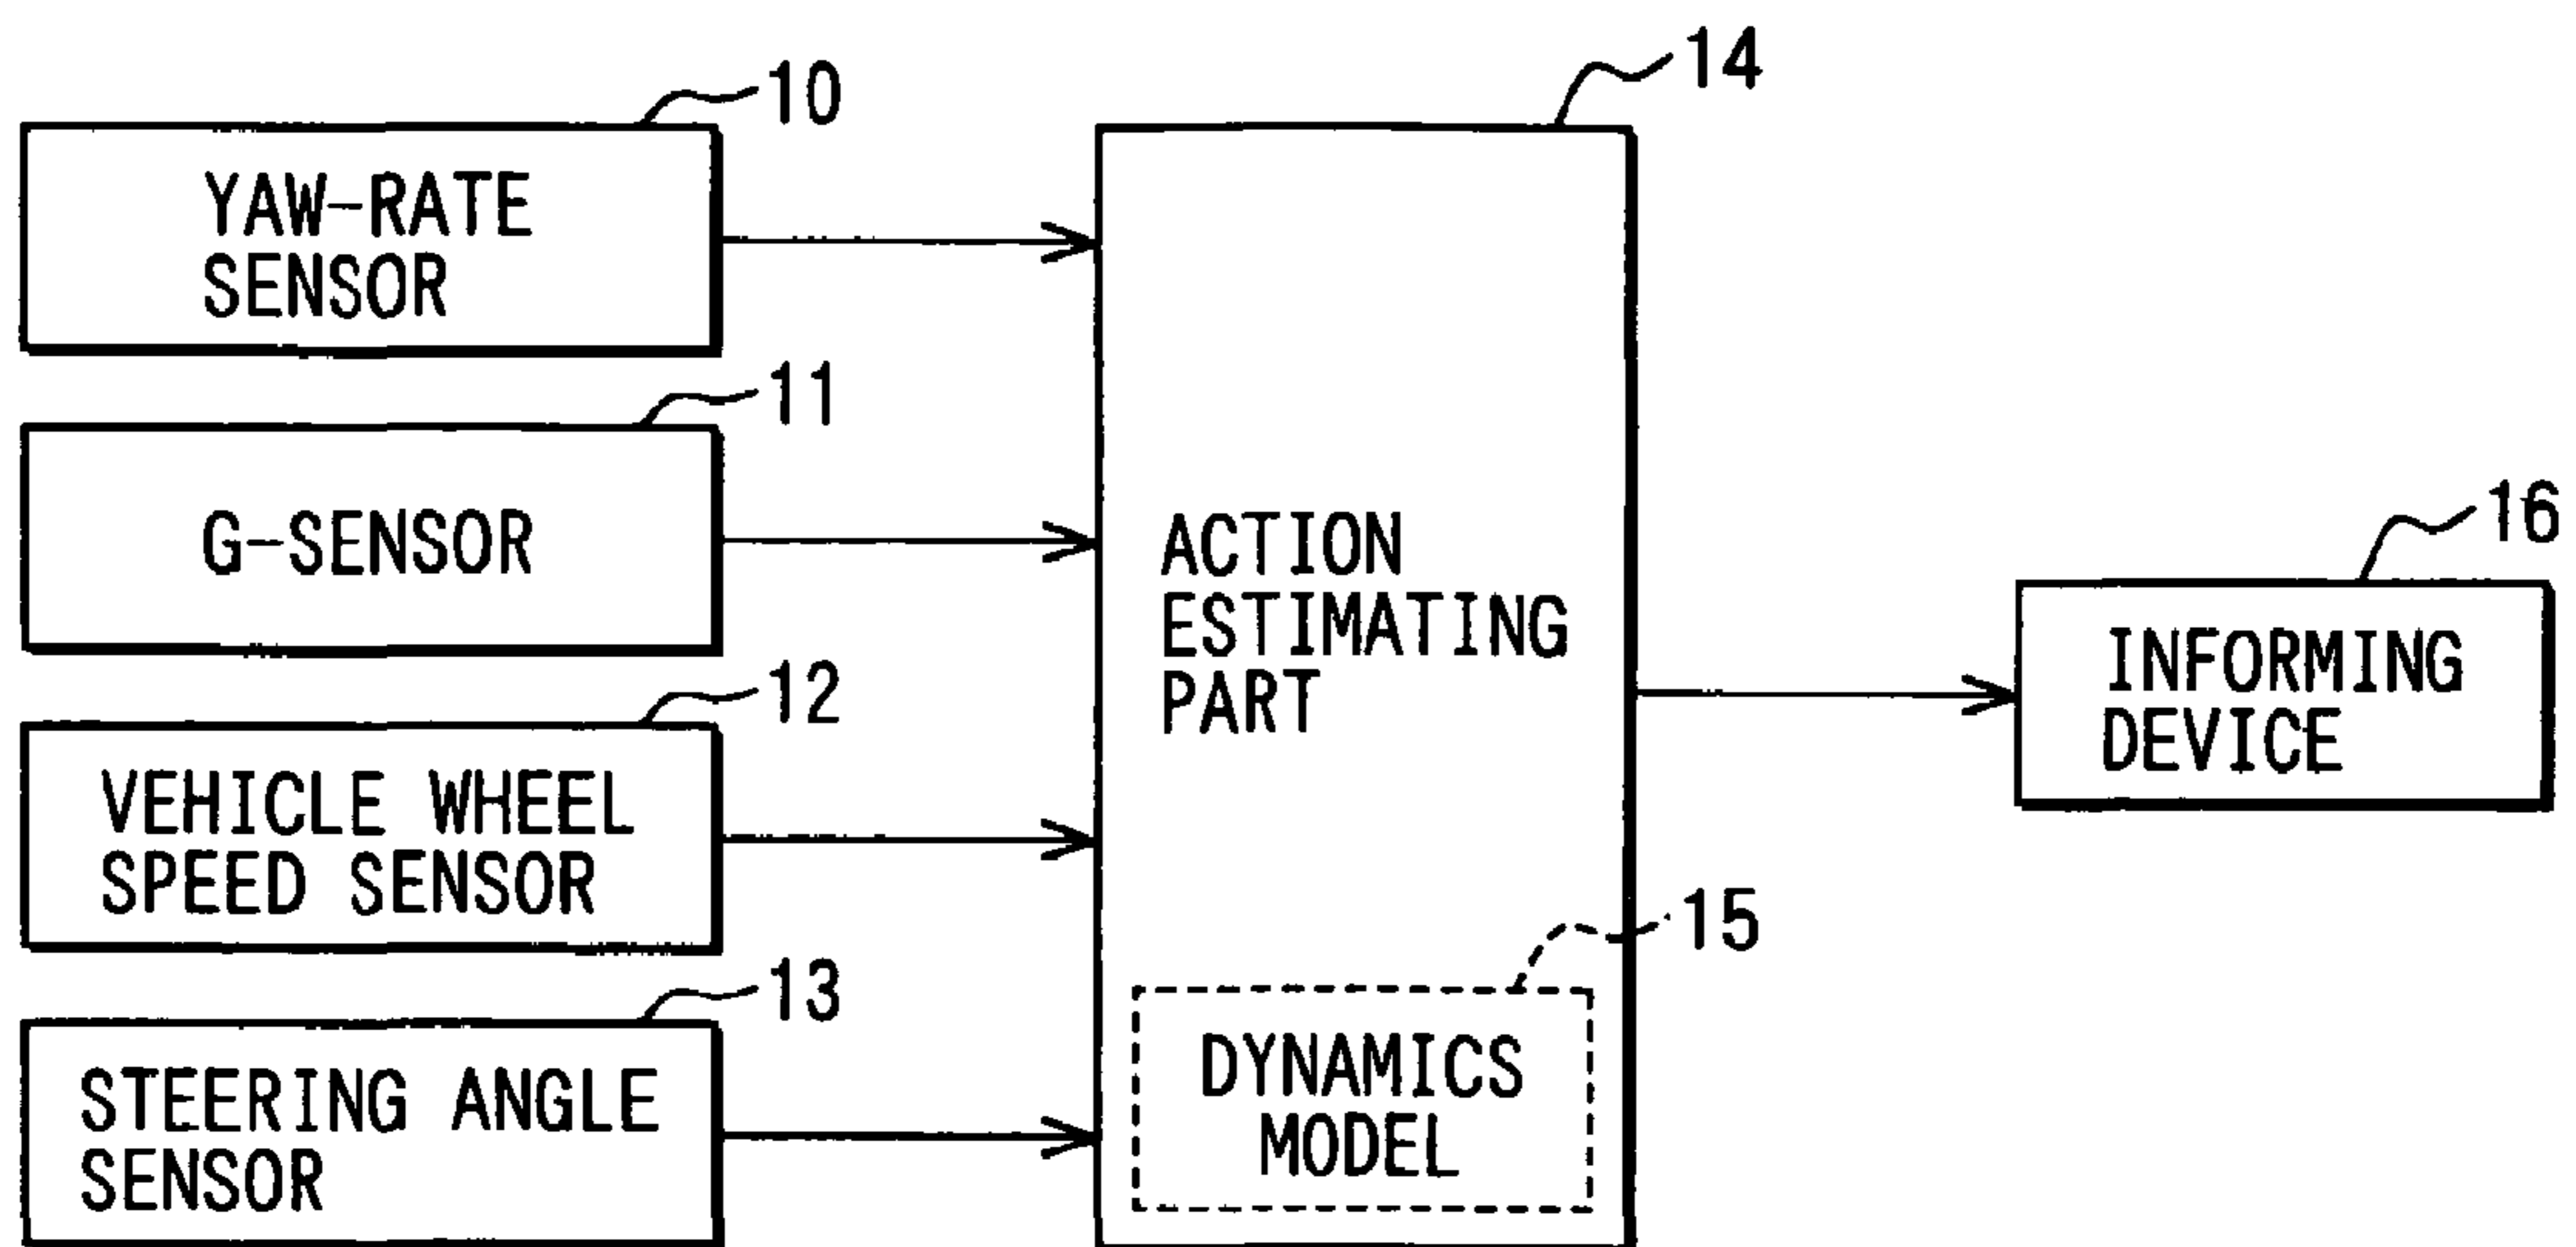 10
YAW-RATE
SENSOR
11
G-SENSOR
12
VEHICLE WHEEL
SPEED SENSOR
13
STEERING ANGLE
SENSOR
14
ACTION
ESTIMATING
PART
15
DYNAMICS
MODEL
16
INFORMING
DEVICE